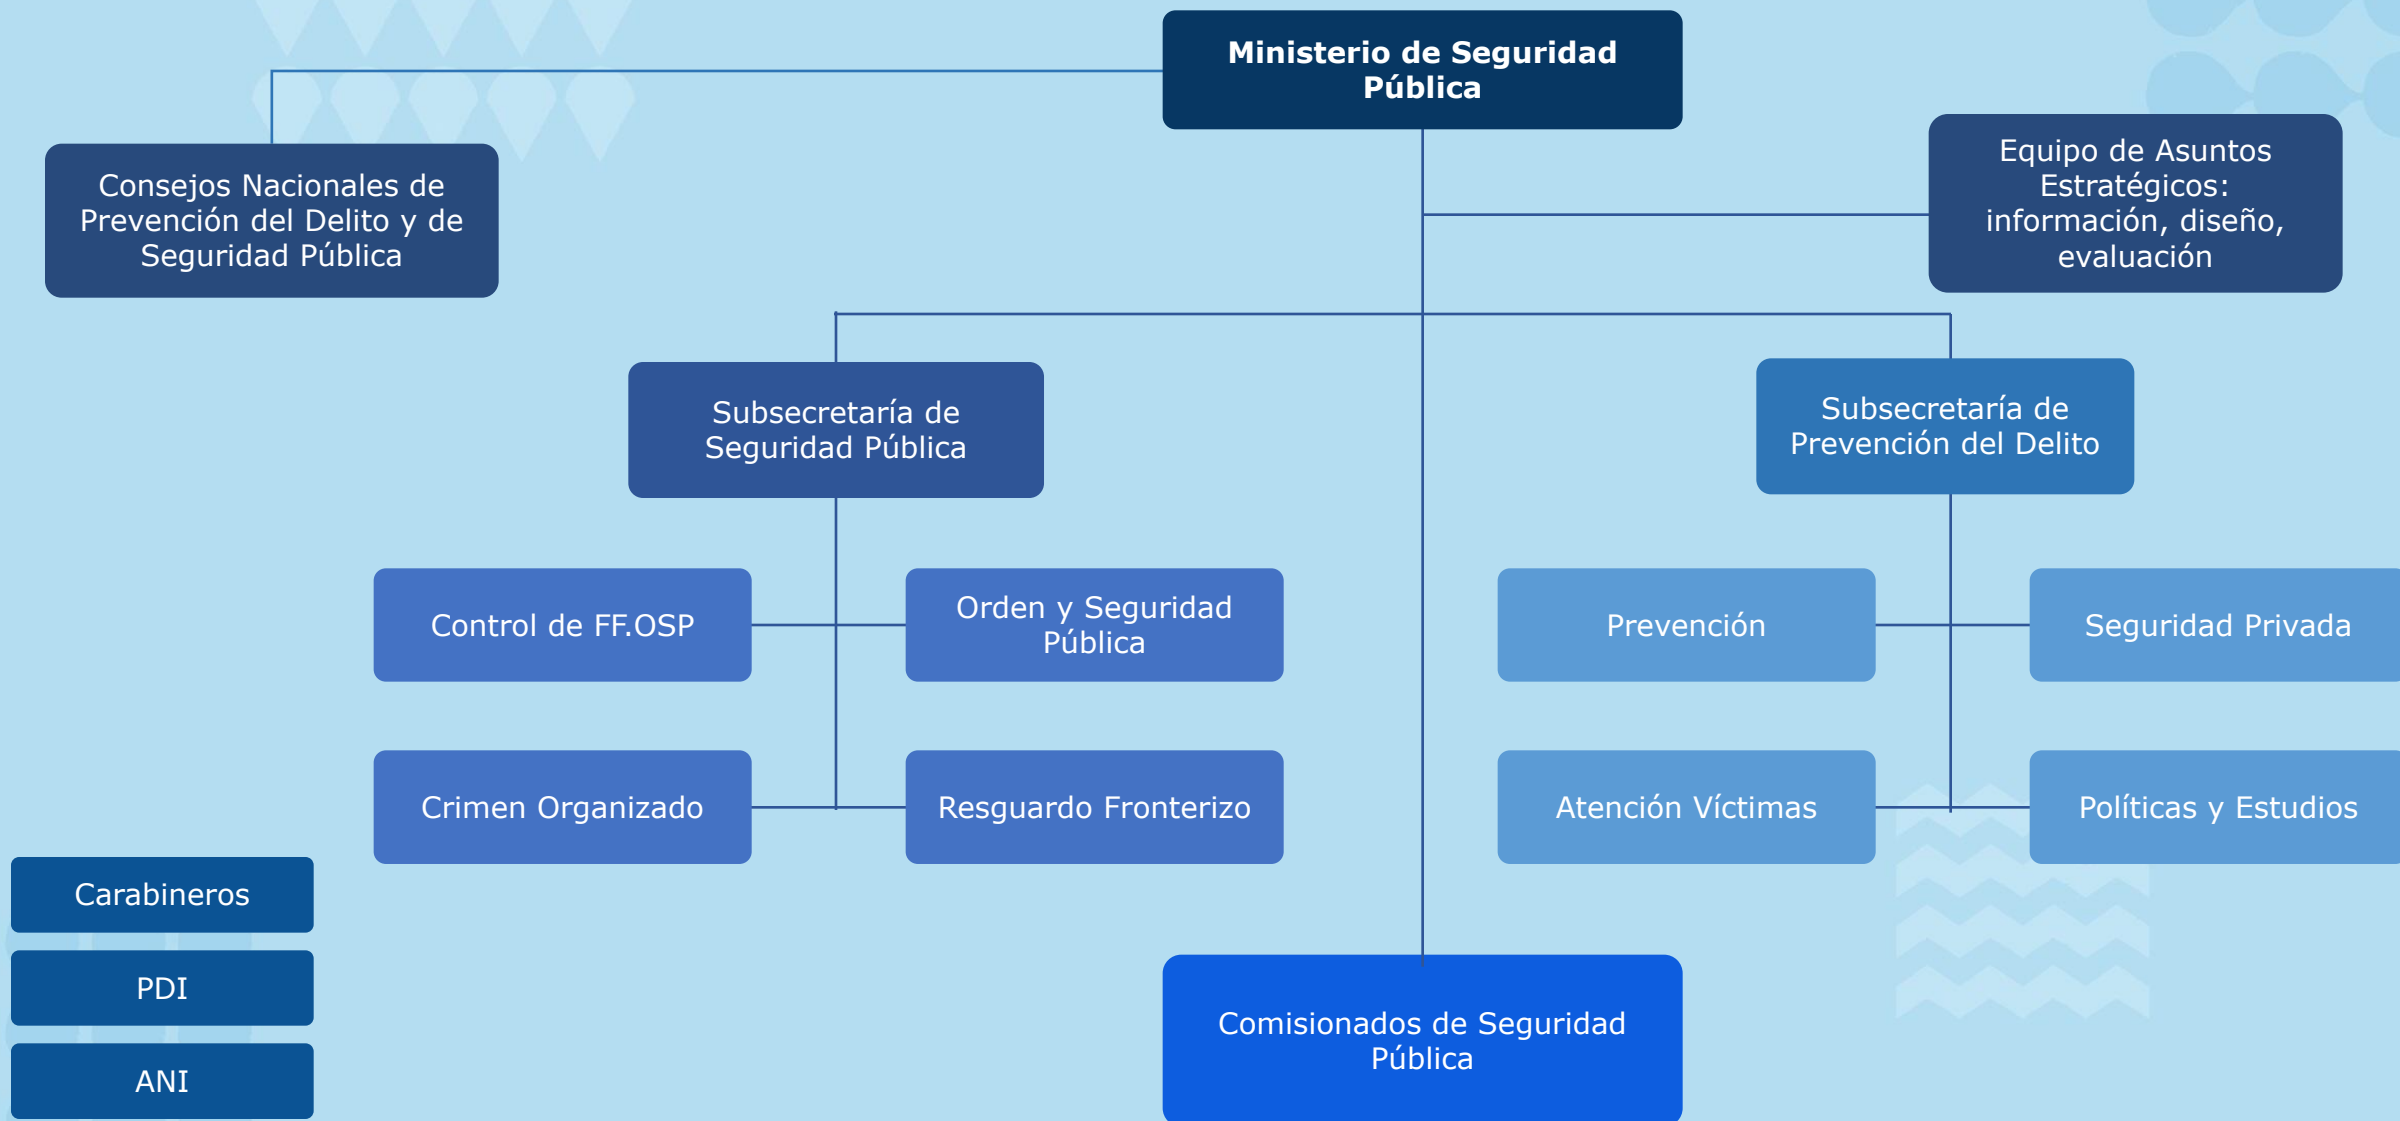 Ministerio de Seguridad
Pública
Consejos Nacionales de
Prevención del Delito y de
Seguridad Pública
Equipo de Asuntos
Estratégicos:
información, diseño,
evaluación
Subsecretaría de
Seguridad Pública
Subsecretaría de
Prevención del Delito
Control de FF.OSP
Orden y Seguridad
Pública
Prevención
Seguridad Privada
Crimen Organizado
Resguardo Fronterizo
Atención Víctimas
Políticas y Estudios
Carabineros
PDI
ANI
Comisionados de Seguridad
Pública